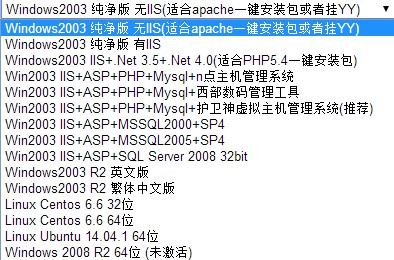 Windows2003 纯净版 无IIS(适合apache一键安装包或者挂YY)
Windows2003 纯净版 无IIS(适合apache一键安装包或者挂YY)
Windows2003 纯净版 有IIS
Windows2003 IIS+.Net 3.5+.Net 4.0(适合PHP5.4一键安装包)
Win2003 IIS+ASP+PHP+Mysql+n点主机管理系统
Win2003 IIS+ASP+PHP+Mysql+西部数码管理工具
Win2003 IIS+ASP+PHP+Mysql+护卫神虚拟主机管理系统(推荐)
Win2003 IIS+ASP+MSSQL2000+SP4
Win2003 IIS+ASP+MSSQL2005+SP4
Win2003 IIS+ASP+SQL Server 2008 32bit
Windows2003 R2 英文版
Windows2003 R2 繁体中文版
Linux Centos 6.6 32位
Linux Centos 6.6 64位
Linux Ubuntu 14.04.1 64位
Windows 2008 R2 64位 (未激活)